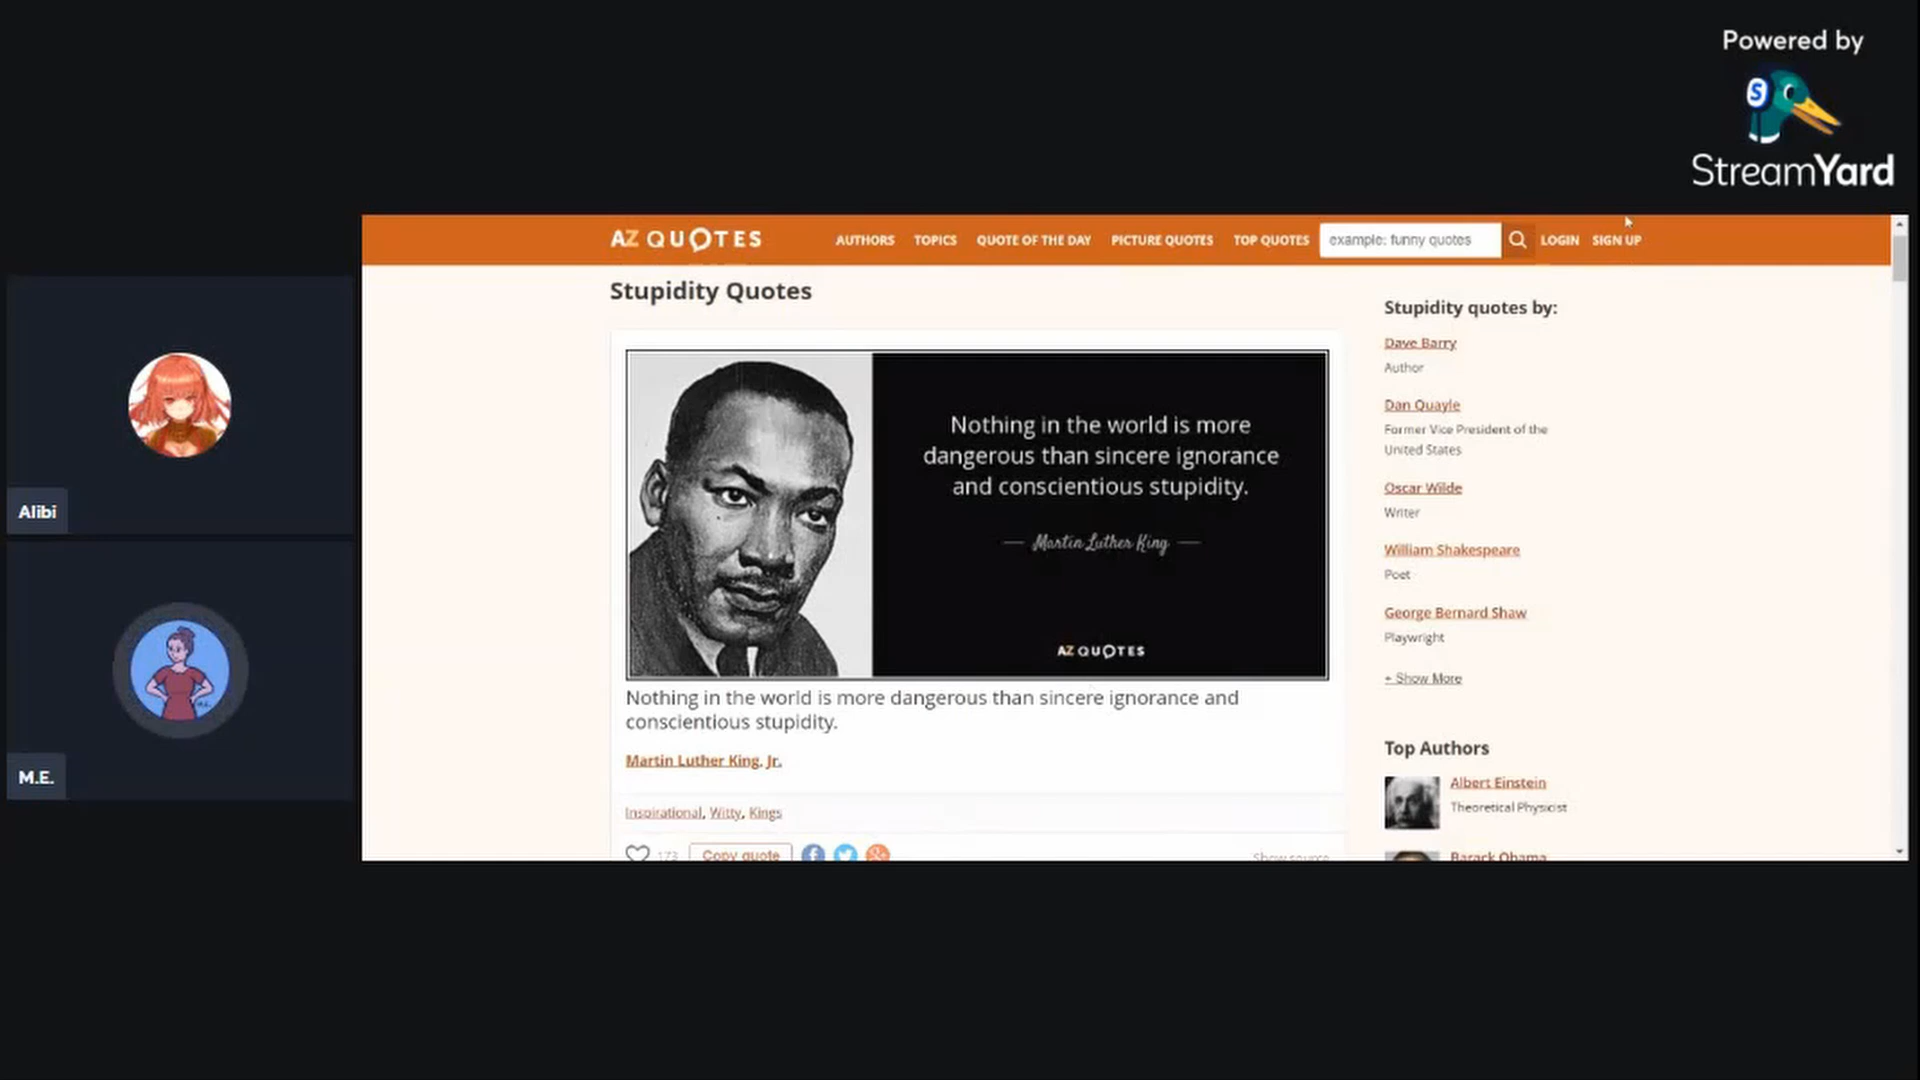 Powered by
StreamYard
AZ QUOTES
AUTHORS TOPICS QUOTE OF THE DAY PICTURE QUOTES TOP QUOTES example: funny quotes LOGIN SIGN UP
Stupidity Quotes
Nothing in the world is more
dangerous than sincere ignorance
and conscientious stupidity.
— Martin Luther King —
AZ QUOTES
Nothing in the world is more dangerous than sincere ignorance and
conscientious stupidity.
Martin Luther King, Jr.
Inspirational, Witty, Kings
173 Copy quote Show source
Stupidity quotes by:
Dave Barry
Author
Dan Quayle
Former Vice President of the
United States
Oscar Wilde
Writer
William Shakespeare
Poet
George Bernard Shaw
Playwright
+ Show More
Top Authors
Albert Einstein
Theoretical Physicist
Barack Obama
Alibi
M.E.